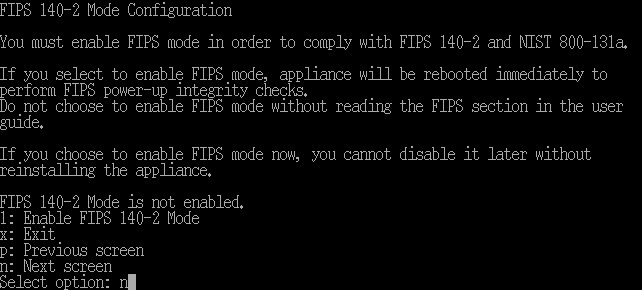 FIPS 140-2 Mode Configuration
You must enable FIPS mode in order to comply with FIPS 140-2 and NIST 800-131a.
If you select to enable FIPS mode, appliance will be rebooted immediately to
perform FIPS power-up integrity checks.
Do not choose to enable FIPS mode without reading the FIPS section in the user
guide.
If you choose to enable FIPS mode now, you cannot disable it later without
reinstalling the appliance.
FIPS 140-2 Mode is not enabled.
1: Enable FIPS 140-2 Mode
x: Exit
p: Previous screen
n: Next screen
Select option: n